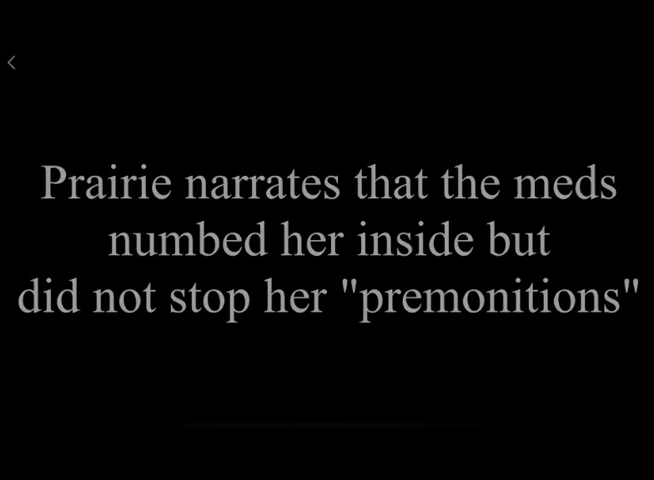 Prairie narrates that the meds
numbed her inside but
did not stop her "premonitions"